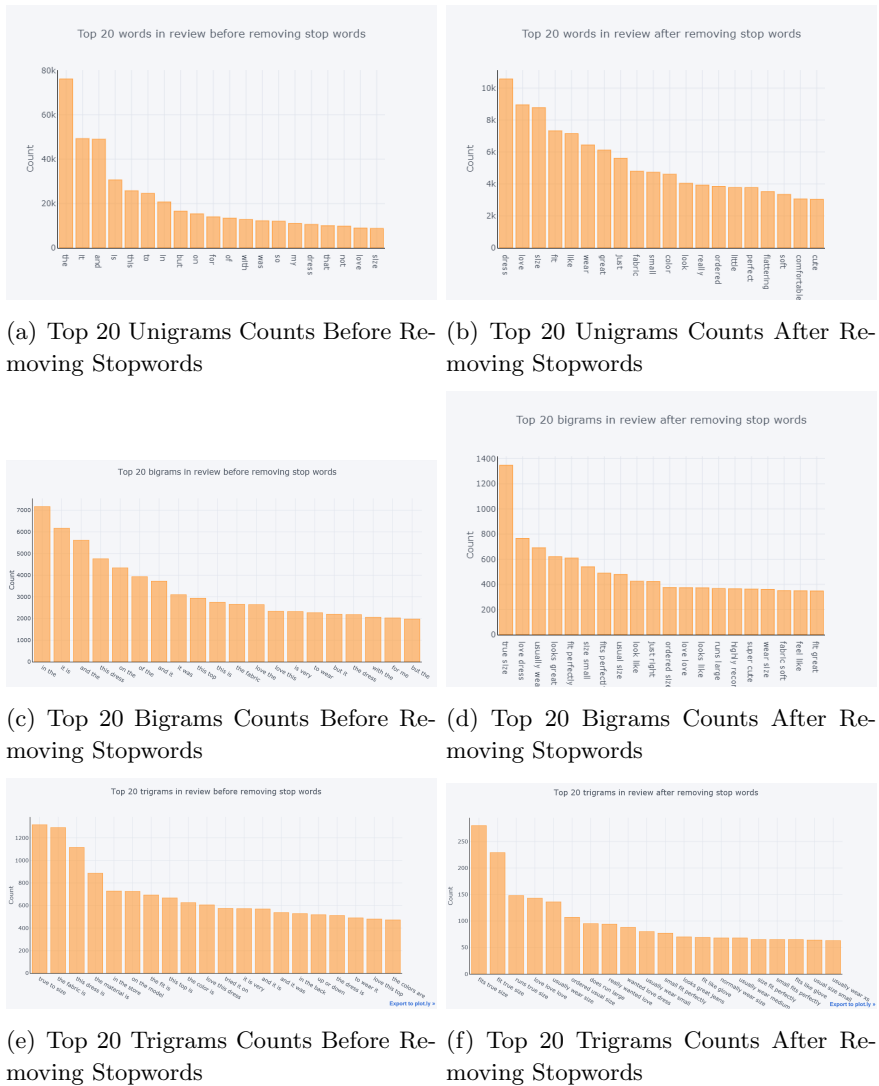 Top 20 words in review before removing stop words
80k
60k
40k
20k
0
Count
the it and is this to in but on for of with was so my dress that not love size
(a) Top 20 Unigrams Counts Before Re-
moving Stopwords
Top 20 words in review after removing stop words
10k
8k
6k
4k
2k
0
Count
dress love size fit like wear great just fabric small color look really ordered little perfect flattering soft comfortable cute
(b) Top 20 Unigrams Counts After Re-
moving Stopwords
Top 20 bigrams in review before removing stop words
7000
6000
5000
4000
3000
2000
1000
0
Count
in the it is and the this dress on the of the and it it was this top this is the fabric love the love this is very to wear but it the dress with the for me but the
(c) Top 20 Bigrams Counts Before Re-
moving Stopwords
Top 20 bigrams in review after removing stop words
1400
1200
1000
800
600
400
200
0
Count
true size love dress usually wea looks great fit perfectly size small fits perfectl usual size look like just right ordered size love love looks like runs large highly recor super cute wear size fabric soft feel like fit great
(d) Top 20 Bigrams Counts After Re-
moving Stopwords
Top 20 trigrams in review before removing stop words
1200
1000
800
600
400
200
0
Count
true to size the fabric is this dress is the material is in the store on the model the fit is this top is the color is love this dress tried it on it is very and it is and it was in the back up or down the dress is to wear it love this top the colors are
Export to plot.ly »
(e) Top 20 Trigrams Counts Before Re-
moving Stopwords
Top 20 trigrams in review after removing stop words
250
200
150
100
50
0
Count
fits true size fit true size runs true size love love love usually wear size ordered usual size does run large really wanted love wanted love dress usually wear small small fit perfectly looks great jeans fit like glove normally wear size usually wear medium size fit perfectly small fits perfectly fits like glove usual size small usually wear xs
Export to plot.ly »
(f) Top 20 Trigrams Counts After Re-
moving Stopwords